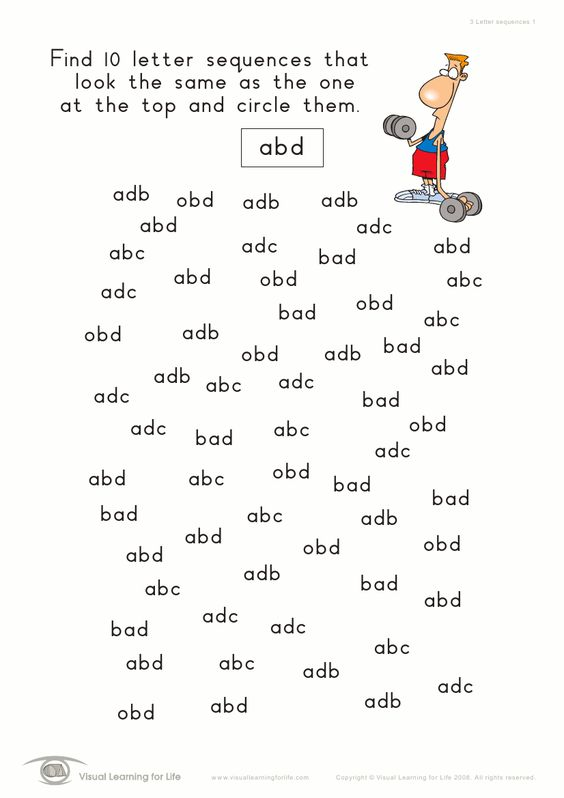 3 Letter sequences 1
Find 10 letter sequences that
look the same as the one
at the top and circle them.
abd
adb obd adb adb
abd adc
abc adc bad abd
adc abd obd abc
bad obd abc
obd adb
obd adb bad abd
adb abc adc
adc bad
adc bad abc obd
adc
abd abc obd bad
bad
bad abc adb
abd obd obd
abd
abc adb bad abd
bad adc adc
abc
abd abc adb
adc
obd abd adb
Visual Learning for Life www.visuallearningforlife.com Copyright © Visual Learning for Life 2008. All rights reserved.